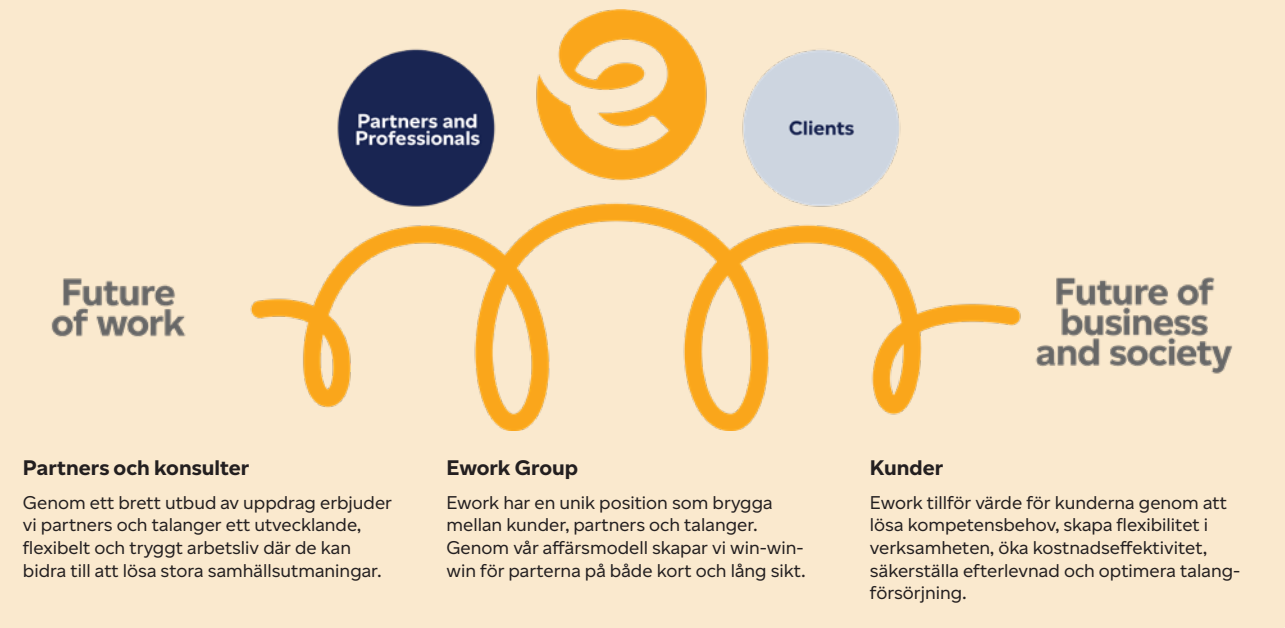 Partners and
Professionals
Clients
Future
of work
Future of
business
and society
Partners och konsulter
Genom ett brett utbud av uppdrag erbjuder
vi partners och talanger ett utvecklande,
flexibelt och tryggt arbetsliv där de kan
bidra till att lösa stora samhällsutmaningar.
Ework Group
Ework har en unik position som brygga
mellan kunder, partners och talanger.
Genom vår affärsmodell skapar vi win-win-
win för parterna på både kort och lång sikt.
Kunder
Ework tillför värde för kunderna genom att
lösa kompetensbehov, skapa flexibilitet i
verksamheten, öka kostnadseffektivitet,
säkerställa efterlevnad och optimera talang-
försörjning.